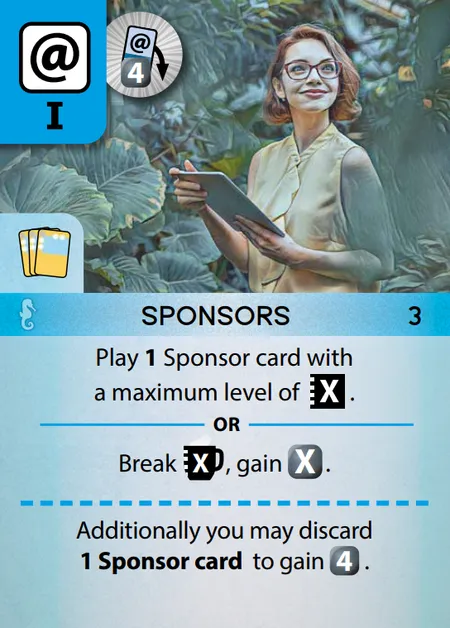 @
I
@
4
SPONSORS 3
Play 1 Sponsor card with
a maximum level of X .
OR
Break X , gain X .
Additionally you may discard
1 Sponsor card to gain 4 .